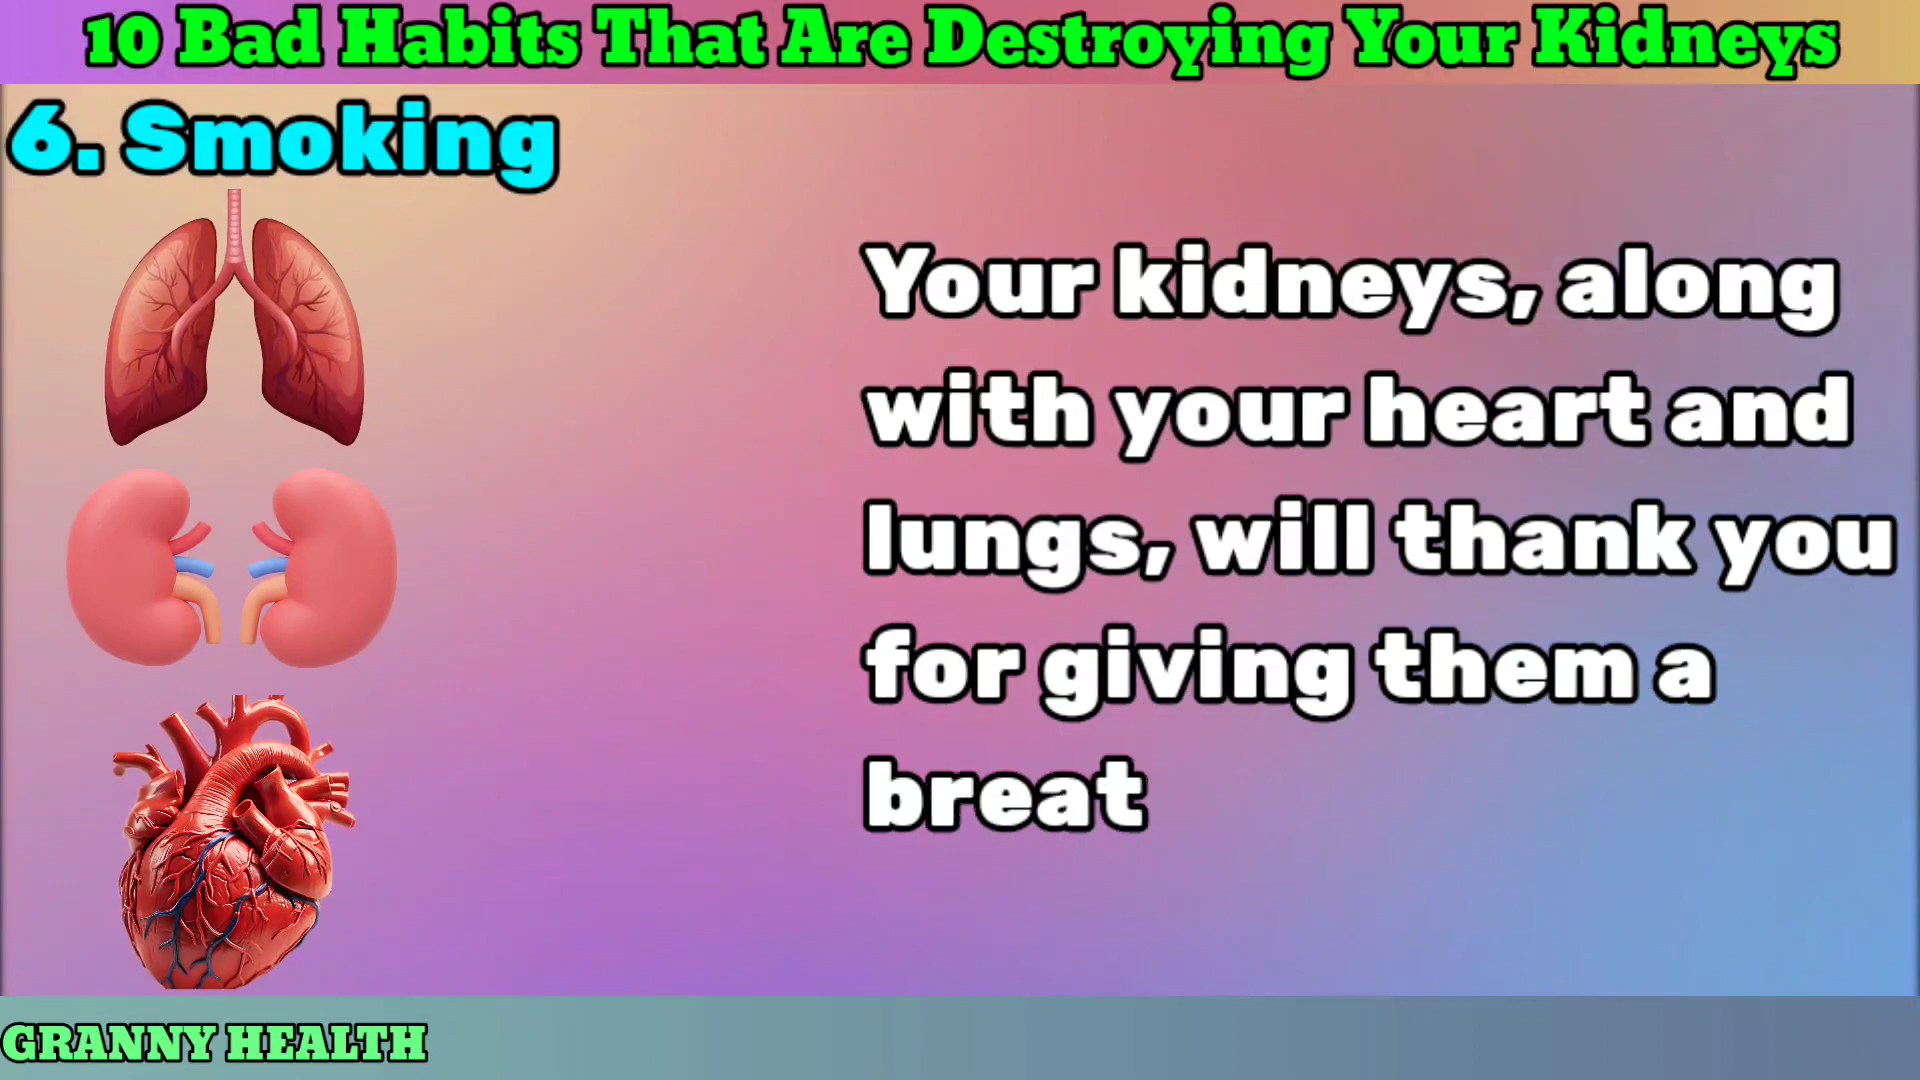 10 Bad Habits That Are Destroying Your Kidneys
6. Smoking
Your kidneys, along
with your heart and
lungs, will thank you
for giving them a
breat
GRANNY HEALTH